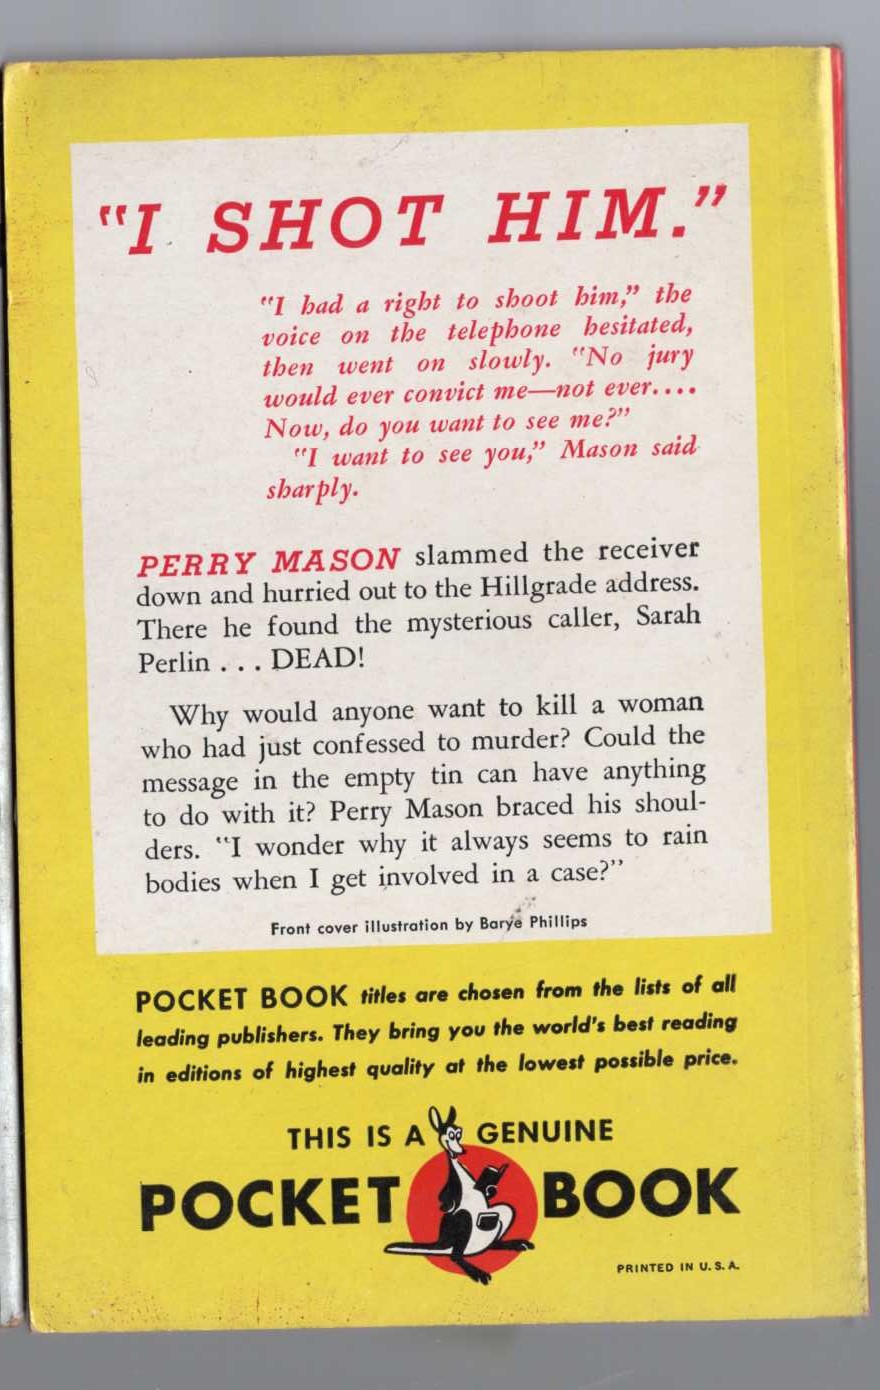 "I SHOT HIM."
"I had a right to shoot him," the
voice on the telephone hesitated,
then went on slowly. "No jury
would ever convict me—not ever....
Now, do you want to see me?"
"I want to see you," Mason said
sharply.
PERRY MASON slammed the receiver
down and hurried out to the Hillgrade address.
There he found the mysterious caller, Sarah
Perlin . . . DEAD!
Why would anyone want to kill a woman
who had just confessed to murder? Could the
message in the empty tin can have anything
to do with it? Perry Mason braced his shoul-
ders. "I wonder why it always seems to rain
bodies when I get involved in a case?"
Front cover illustration by Barye Phillips
POCKET BOOK titles are chosen from the lists of all
leading publishers. They bring you the world's best reading
in editions of highest quality at the lowest possible price.
THIS IS A GENUINE
POCKET BOOK
PRINTED IN U.S.A.